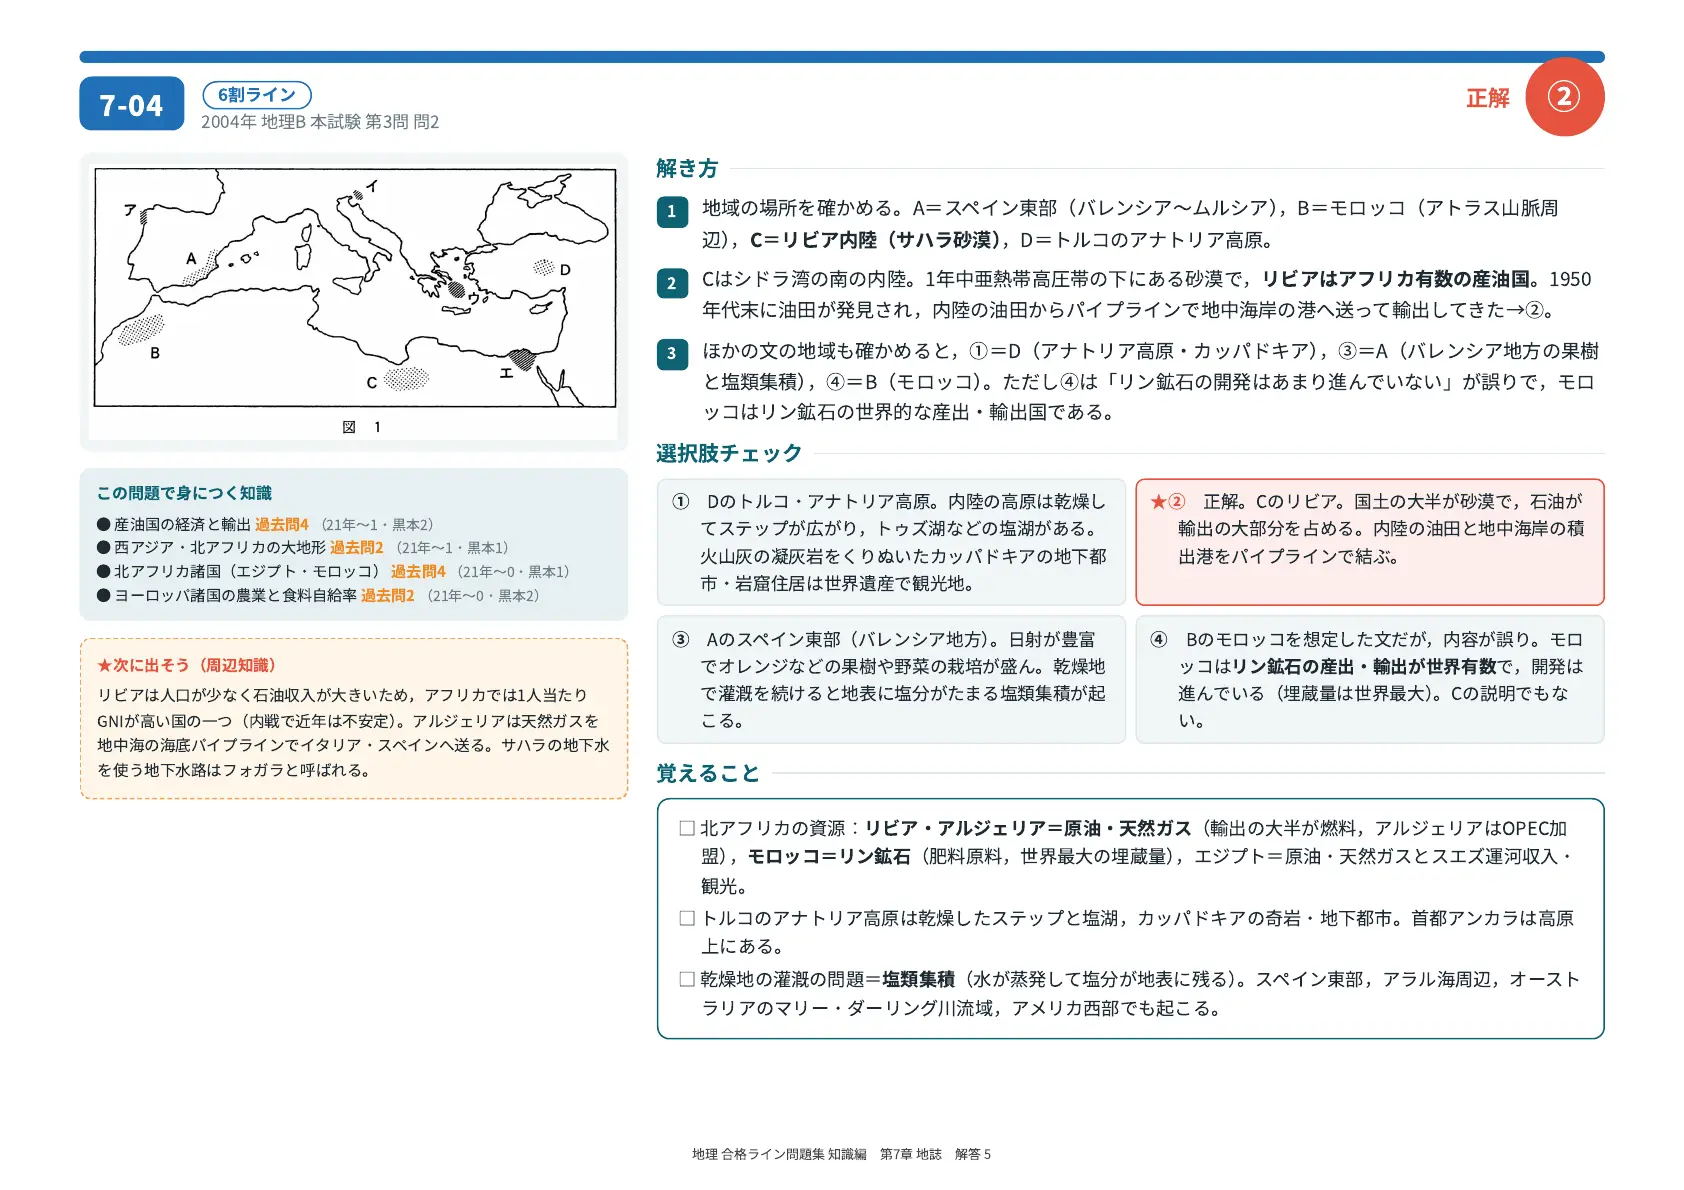 7-04
6割ライン
2004年 地理B 本試験 第3問 問2
正解 ②
ア
イ
A
D
ウ
B
C
エ
図 1
この問題で身につく知識
● 産油国の経済と輸出 過去問4 （21年〜1・黒本2）
● 西アジア・北アフリカの大地形 過去問2 （21年〜1・黒本1）
● 北アフリカ諸国（エジプト・モロッコ） 過去問4 （21年〜0・黒本1）
● ヨーロッパ諸国の農業と食料自給率 過去問2 （21年〜0・黒本2）
★次に出そう（周辺知識）
リビアは人口が少なく石油収入が大きいため，アフリカでは1人当たり
GNIが高い国の一つ（内戦で近年は不安定）。アルジェリアは天然ガスを
地中海の海底パイプラインでイタリア・スペインへ送る。サハラの地下水
を使う地下水路はフォガラと呼ばれる。
解き方
1 地域の場所を確かめる。A＝スペイン東部（バレンシア〜ムルシア），B＝モロッコ（アトラス山脈周
辺），C＝リビア内陸（サハラ砂漠），D＝トルコのアナトリア高原。
2 Cはシドラ湾の南の内陸。1年中亜熱帯高圧帯の下にある砂漠で，リビアはアフリカ有数の産油国。1950
年代末に油田が発見され，内陸の油田からパイプラインで地中海岸の港へ送って輸出してきた→②。
3 ほかの文の地域も確かめると，①＝D（アナトリア高原・カッパドキア），③＝A（バレンシア地方の果樹
と塩類集積），④＝B（モロッコ）。ただし④は「リン鉱石の開発はあまり進んでいない」が誤りで，モロ
ッコはリン鉱石の世界的な産出・輸出国である。
選択肢チェック
① Dのトルコ・アナトリア高原。内陸の高原は乾燥し
てステップが広がり，トゥズ湖などの塩湖がある。
火山灰の凝灰岩をくりぬいたカッパドキアの地下都
市・岩窟住居は世界遺産で観光地。
★② 正解。Cのリビア。国土の大半が砂漠で，石油が
輸出の大部分を占める。内陸の油田と地中海岸の積
出港をパイプラインで結ぶ。
③ Aのスペイン東部（バレンシア地方）。日射が豊富
でオレンジなどの果樹や野菜の栽培が盛ん。乾燥地
で灌漑を続けると地表に塩分がたまる塩類集積が起
こる。
④ Bのモロッコを想定した文だが，内容が誤り。モロ
ッコはリン鉱石の産出・輸出が世界有数で，開発は
進んでいる（埋蔵量は世界最大）。Cの説明でもな
い。
覚えること
□ 北アフリカの資源：リビア・アルジェリア＝原油・天然ガス（輸出の大半が燃料，アルジェリアはOPEC加
盟），モロッコ＝リン鉱石（肥料原料，世界最大の埋蔵量），エジプト＝原油・天然ガスとスエズ運河収入・
観光。
□ トルコのアナトリア高原は乾燥したステップと塩湖，カッパドキアの奇岩・地下都市。首都アンカラは高原
上にある。
□ 乾燥地の灌漑の問題＝塩類集積（水が蒸発して塩分が地表に残る）。スペイン東部，アラル海周辺，オースト
ラリアのマリー・ダーリング川流域，アメリカ西部でも起こる。
地理 合格ライン問題集 知識編 第7章 地誌 解答 5